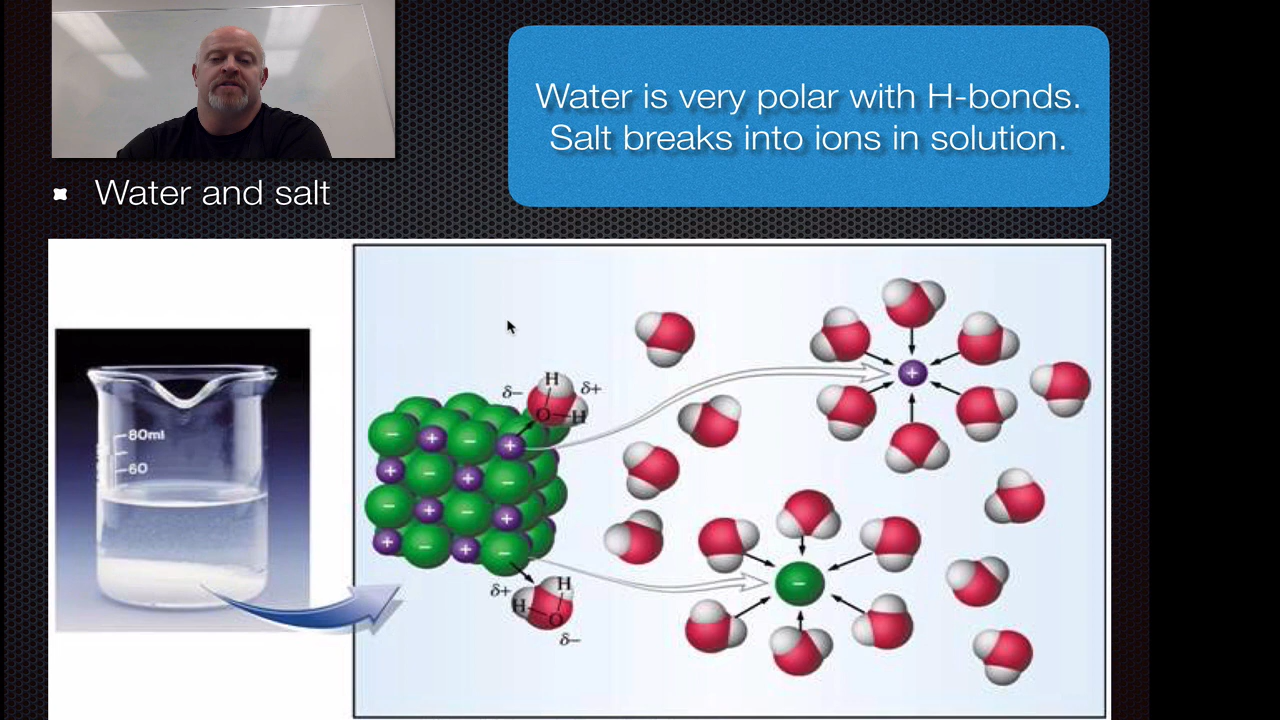 Water is very polar with H-bonds.
Salt breaks into ions in solution.
Water and salt
80ml
60
H
δ− δ+
O H
− + − +
+ − + −
− + − +
+ − + −
+
−
δ+ H
H O
δ−